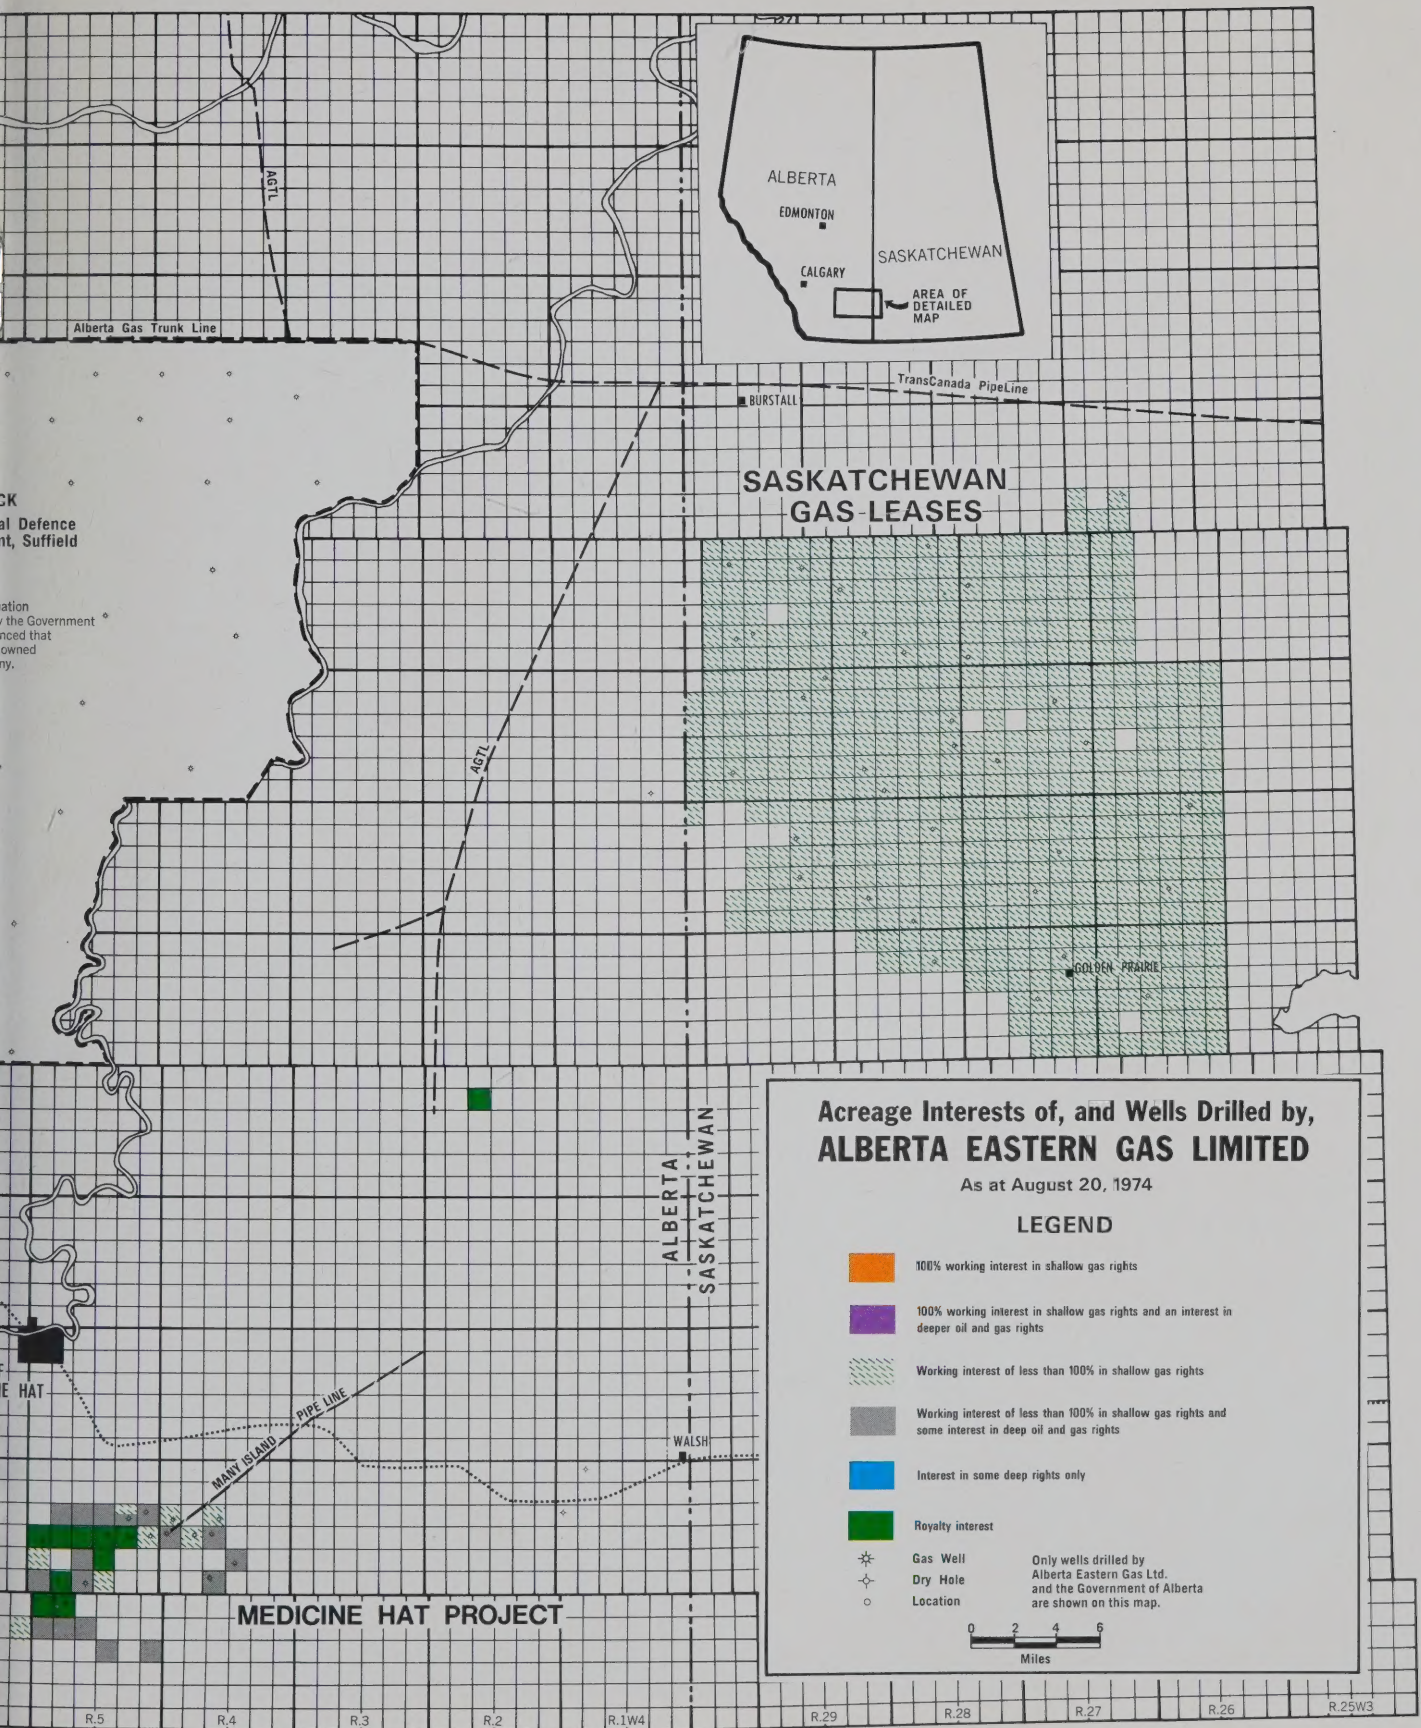 ALBERTA
EDMONTON
SASKATCHEWAN
CALGARY
AREA OF
DETAILED
MAP
AGTL
Alberta Gas Trunk Line
TransCanada PipeLine
BURSTALL
SASKATCHEWAN
GAS LEASES
CK
al Defence
nt, Suffield
ation
y the Government
nced that
owned
ny.
AGTL
GOLDEN PRAIRIE
ALBERTA
SASKATCHEWAN
Acreage Interests of, and Wells Drilled by,
ALBERTA EASTERN GAS LIMITED
As at August 20, 1974
LEGEND
100% working interest in shallow gas rights
100% working interest in shallow gas rights and an interest in
deeper oil and gas rights
Working interest of less than 100% in shallow gas rights
Working interest of less than 100% in shallow gas rights and
some interest in deep oil and gas rights
Interest in some deep rights only
Royalty interest
Gas Well
Dry Hole
Location
Only wells drilled by
Alberta Eastern Gas Ltd.
and the Government of Alberta
are shown on this map.
0 2 4 6
Miles
E HAT
MANY ISLAND PIPE LINE
WALSH
MEDICINE HAT PROJECT
R.5 R.4 R.3 R.2 R.1W4 R.29 R.28 R.27 R.26 R.25W3